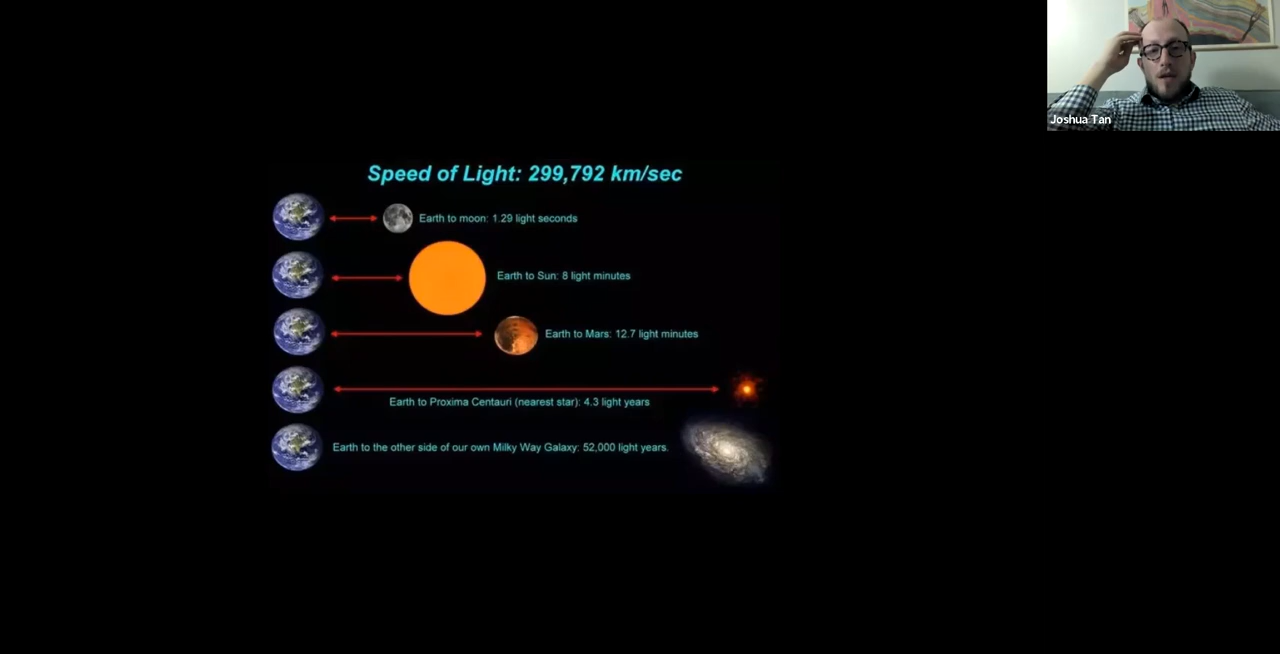 Joshua Tan
Speed of Light: 299,792 km/sec
Earth to moon: 1.29 light seconds
Earth to Sun: 8 light minutes
Earth to Mars: 12.7 light minutes
Earth to Proxima Centauri (nearest star): 4.3 light years
Earth to the other side of our own Milky Way Galaxy: 52,000 light years.